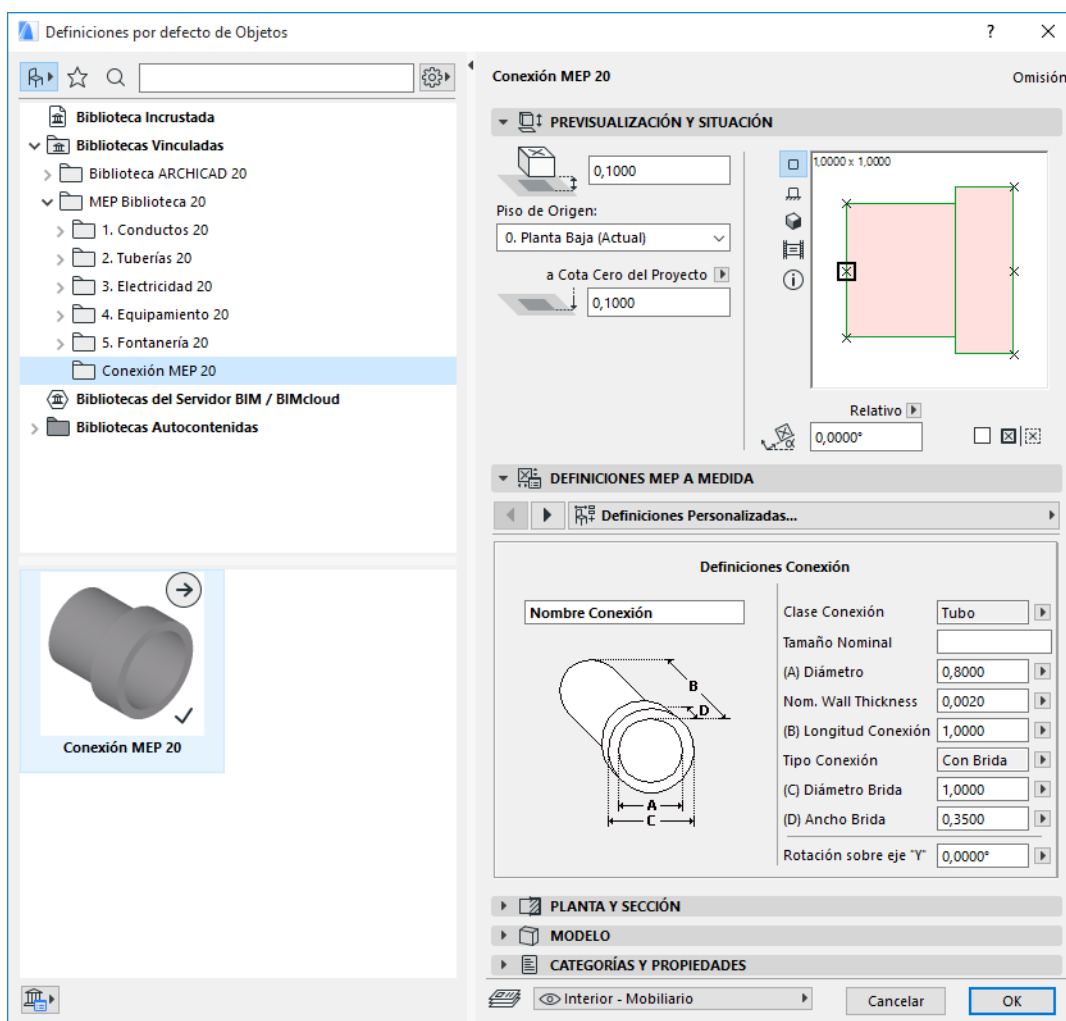 Definiciones por defecto de Objetos
?
Biblioteca Incrustada
Bibliotecas Vinculadas
Biblioteca ARCHICAD 20
MEP Biblioteca 20
1. Conductos 20
2. Tuberías 20
3. Electricidad 20
4. Equipamiento 20
5. Fontanería 20
Conexión MEP 20
Bibliotecas del Servidor BIM / BIMcloud
Bibliotecas Autocontenidas
Conexión MEP 20
Conexión MEP 20
Omisión
PREVISUALIZACIÓN Y SITUACIÓN
0,1000
Piso de Origen:
0. Planta Baja (Actual)
a Cota Cero del Proyecto
0,1000
1,0000 x 1,0000
Relativo
α
0,0000°
DEFINICIONES MEP A MEDIDA
Definiciones Personalizadas...
Definiciones Conexión
Nombre Conexión
B
D
A
C
Clase Conexión Tubo
Tamaño Nominal
(A) Diámetro 0,8000
Nom. Wall Thickness 0,0020
(B) Longitud Conexión 1,0000
Tipo Conexión Con Brida
(C) Diámetro Brida 1,0000
(D) Ancho Brida 0,3500
Rotación sobre eje "Y" 0,0000°
PLANTA Y SECCIÓN
MODELO
CATEGORÍAS Y PROPIEDADES
Interior - Mobiliario
Cancelar
OK